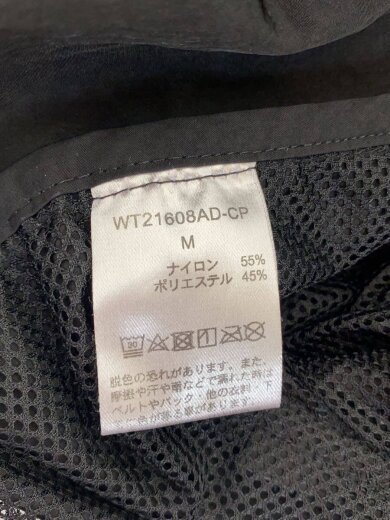 WT21608AD-CP
M
ナイロン 55%
ポリエステル 45%
脱色の恐れがあります。また、
摩擦や汗や雨などで濡れた時は
ベルトやバック・他の衣料、下